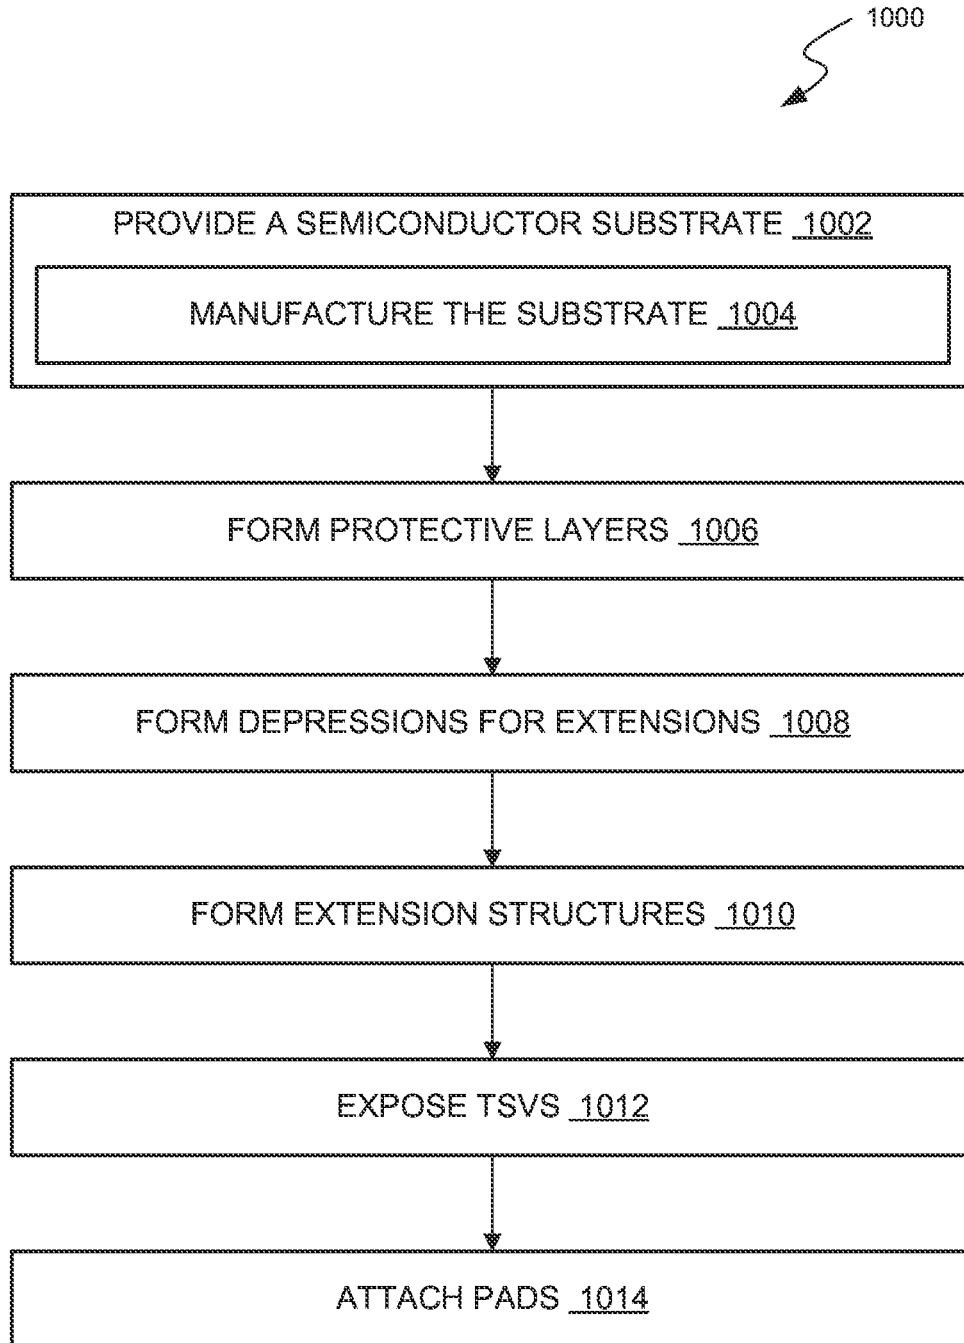 1000
PROVIDE A SEMICONDUCTOR SUBSTRATE 1002
MANUFACTURE THE SUBSTRATE 1004
FORM PROTECTIVE LAYERS 1006
FORM DEPRESSIONS FOR EXTENSIONS 1008
FORM EXTENSION STRUCTURES 1010
EXPOSE TSVS 1012
ATTACH PADS 1014